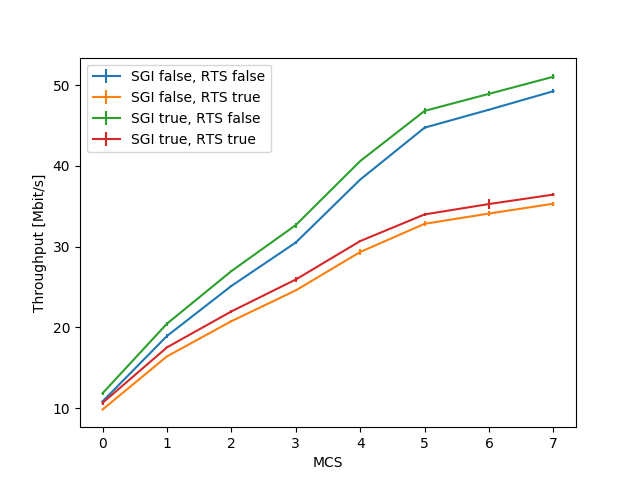 SGI false, RTS false
SGI false, RTS true
SGI true, RTS false
SGI true, RTS true
Throughput [Mbit/s]
50
40
30
20
10
0 1 2 3 4 5 6 7
MCS